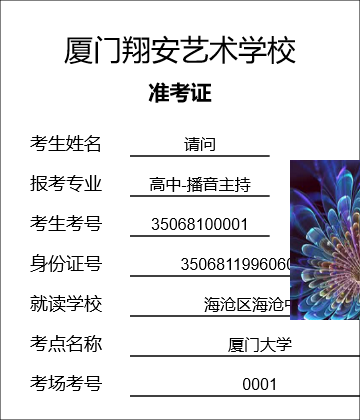 厦门翔安艺术学校
准考证
考生姓名 请问
报考专业 高中-播音主持
考生考号 35068100001
身份证号 3506811996060
就读学校 海沧区海沧中
考点名称 厦门大学
考场考号 0001